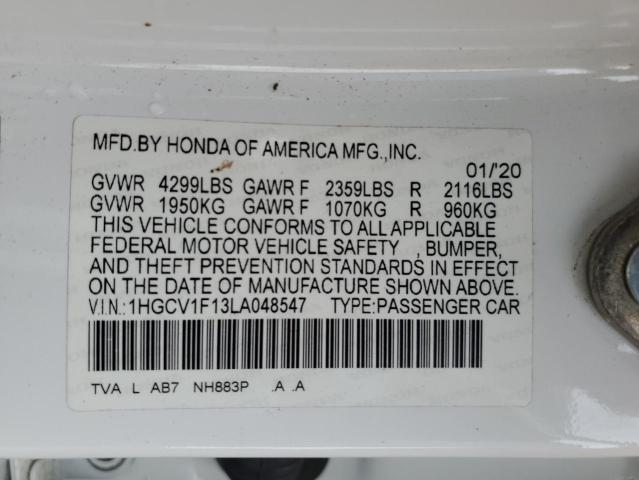 MFD.BY HONDA OF AMERICA MFG.,INC.
01/'20
GVWR 4299LBS GAWR F 2359LBS R 2116LBS
GVWR 1950KG GAWR F 1070KG R 960KG
THIS VEHICLE CONFORMS TO ALL APPLICABLE
FEDERAL MOTOR VEHICLE SAFETY , BUMPER,
AND THEFT PREVENTION STANDARDS IN EFFECT
ON THE DATE OF MANUFACTURE SHOWN ABOVE.
V.I.N.:1HGCV1F13LA048547 TYPE:PASSENGER CAR
TVA L AB7 NH883P .A .A